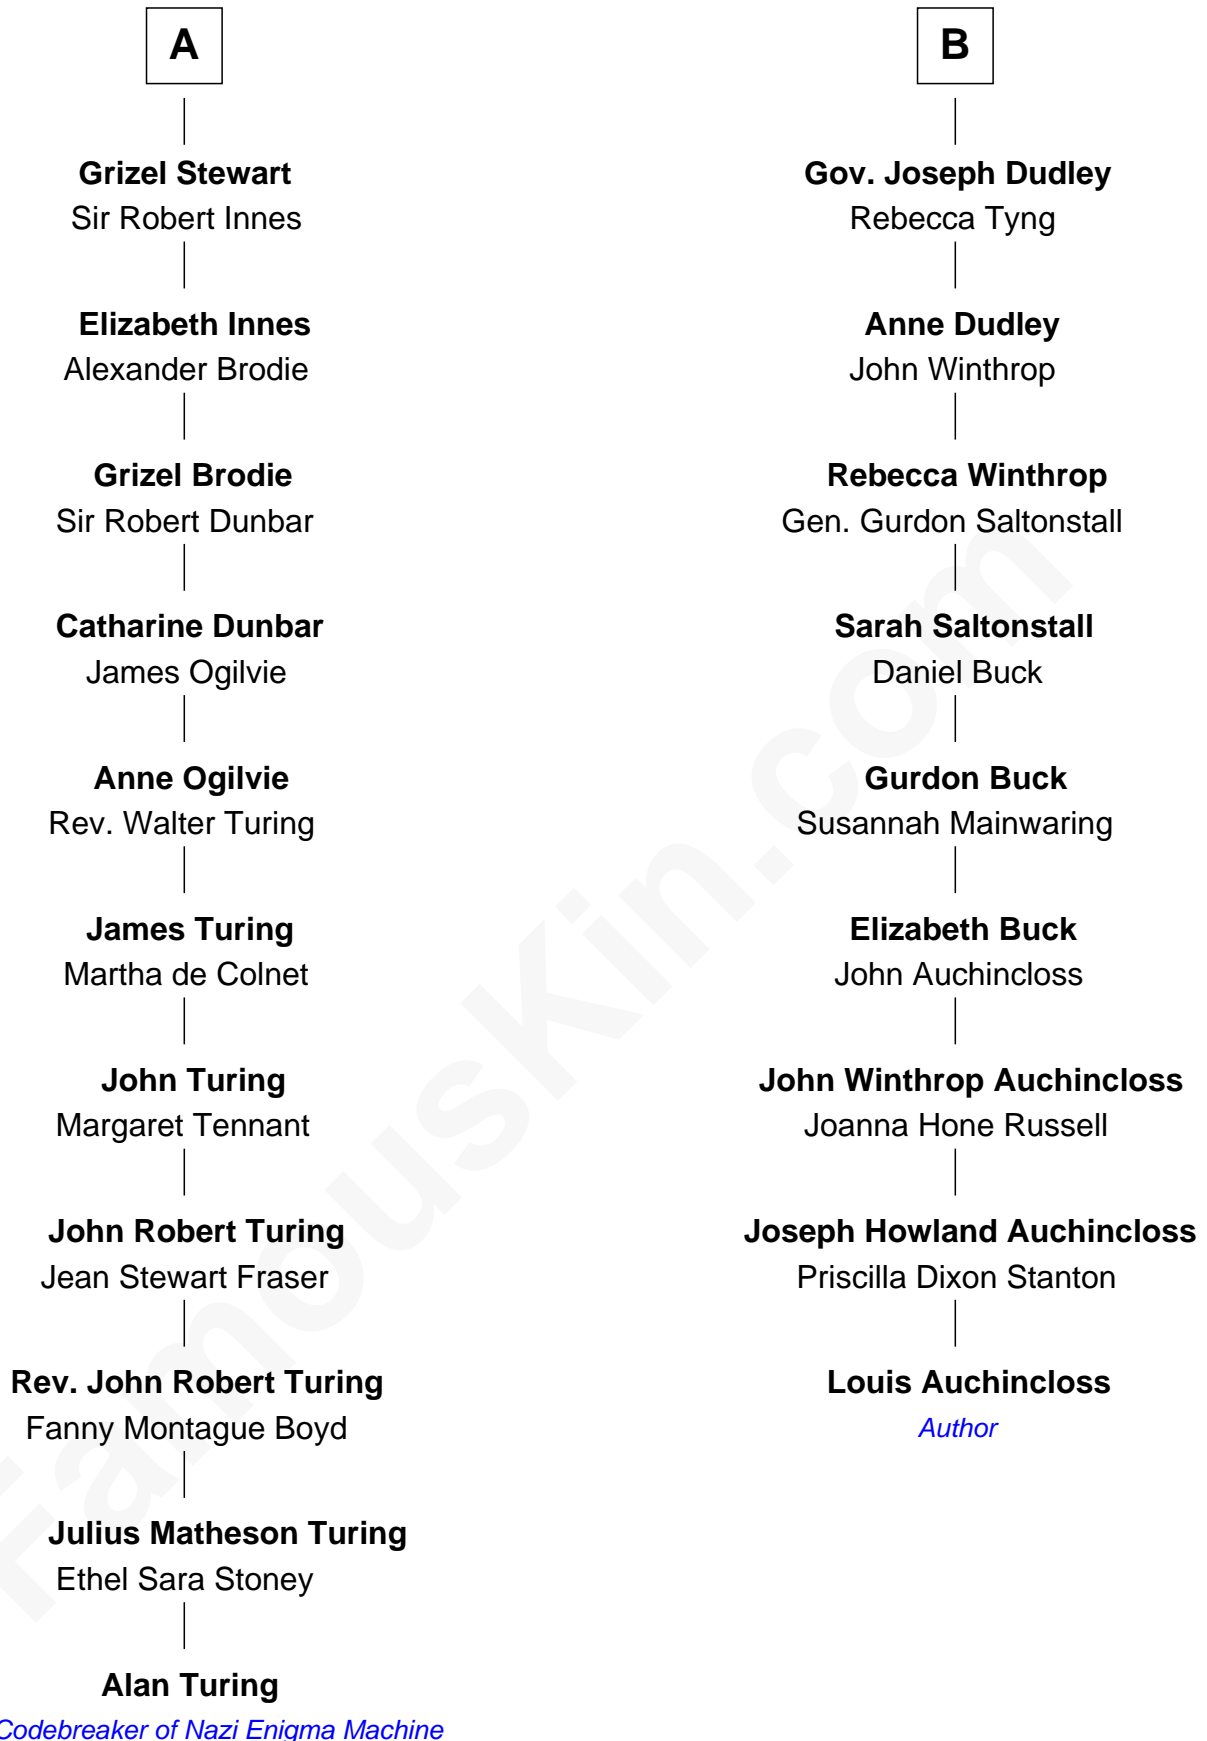 A
Grizel Stewart
Sir Robert Innes
Elizabeth Innes
Alexander Brodie
Grizel Brodie
Sir Robert Dunbar
Catharine Dunbar
James Ogilvie
Anne Ogilvie
Rev. Walter Turing
James Turing
Martha de Colnet
John Turing
Margaret Tennant
John Robert Turing
Jean Stewart Fraser
Rev. John Robert Turing
Fanny Montague Boyd
Julius Matheson Turing
Ethel Sara Stoney
Alan Turing
Codebreaker of Nazi Enigma Machine
B
Gov. Joseph Dudley
Rebecca Tyng
Anne Dudley
John Winthrop
Rebecca Winthrop
Gen. Gurdon Saltonstall
Sarah Saltonstall
Daniel Buck
Gurdon Buck
Susannah Mainwaring
Elizabeth Buck
John Auchincloss
John Winthrop Auchincloss
Joanna Hone Russell
Joseph Howland Auchincloss
Priscilla Dixon Stanton
Louis Auchincloss
Author
FamousKin.com